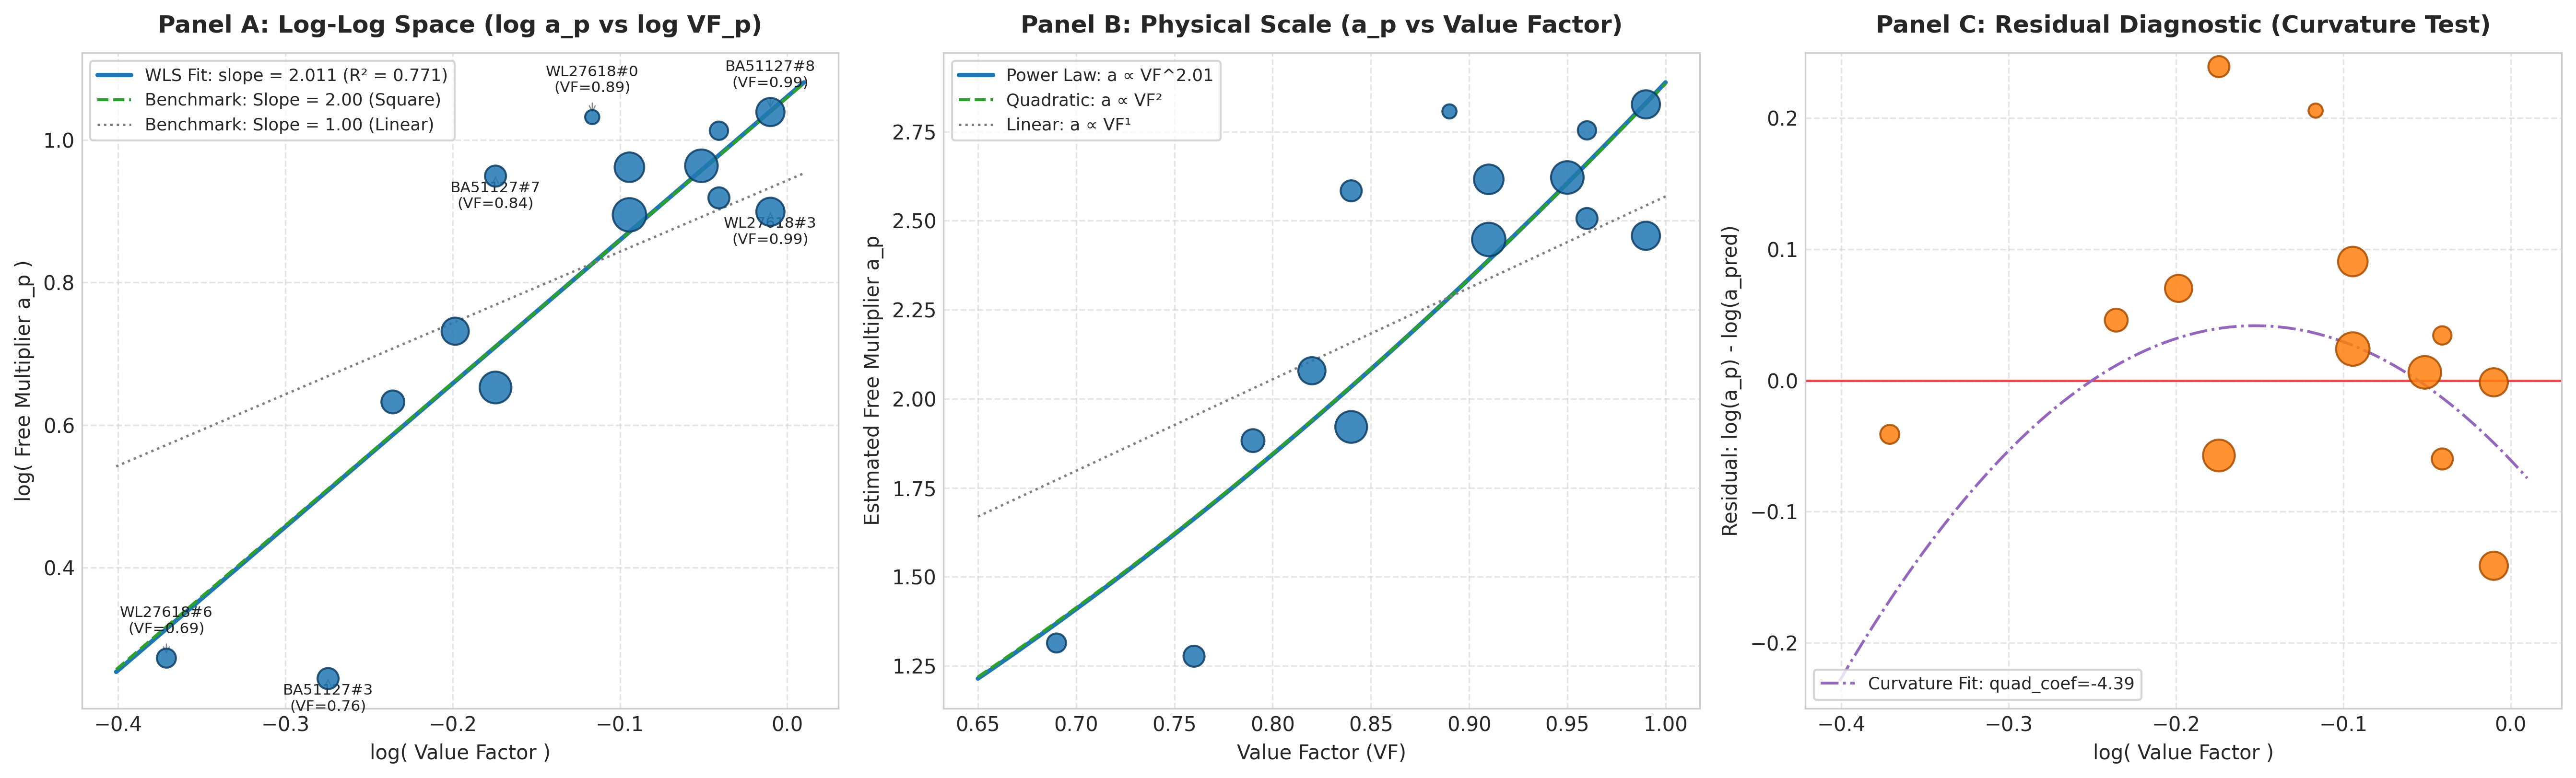 Panel A: Log-Log Space (log a_p vs log VF_p)
WLS Fit: slope = 2.011 (R² = 0.771)
Benchmark: Slope = 2.00 (Square)
Benchmark: Slope = 1.00 (Linear)
WL27618#0
(VF=0.89)
BA51127#8
(VF=0.99)
BA51127#7
(VF=0.84)
WL27618#3
(VF=0.99)
WL27618#6
(VF=0.69)
BA51127#3
(VF=0.76)
log( Free Multiplier a_p )
1.0
0.8
0.6
0.4
−0.4 −0.3 −0.2 −0.1 0.0
log( Value Factor )
Panel B: Physical Scale (a_p vs Value Factor)
Power Law: a ∝ VF^2.01
Quadratic: a ∝ VF²
Linear: a ∝ VF¹
Estimated Free Multiplier a_p
2.75
2.50
2.25
2.00
1.75
1.50
1.25
0.65 0.70 0.75 0.80 0.85 0.90 0.95 1.00
Value Factor (VF)
Panel C: Residual Diagnostic (Curvature Test)
Residual: log(a_p) - log(a_pred)
0.2
0.1
0.0
−0.1
−0.2
Curvature Fit: quad_coef=-4.39
−0.4 −0.3 −0.2 −0.1 0.0
log( Value Factor )